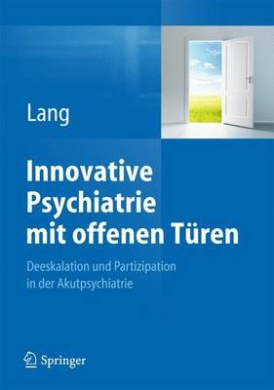 Lang
Innovative
Psychiatrie
mit offenen Türen
Deeskalation und Partizipation
in der Akutpsychiatrie
Springer